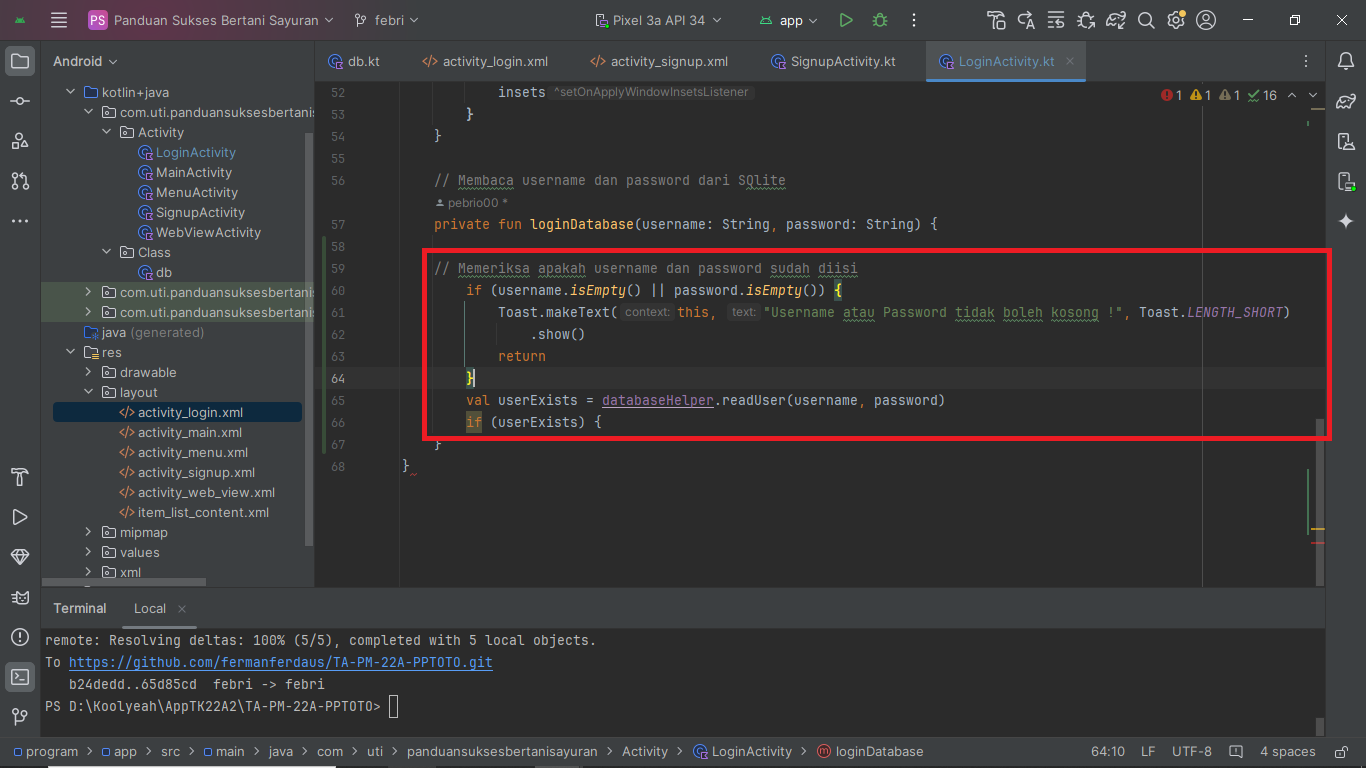 PS Panduan Sukses Bertani Sayuran febri Pixel 3a API 34 app
Android
db.kt activity_login.xml activity_signup.xml SignupActivity.kt LoginActivity.kt
kotlin+java
com.uti.panduansuksesbertanis
Activity
LoginActivity
MainActivity
MenuActivity
SignupActivity
WebViewActivity
Class
db
com.uti.panduansuksesbertanis
com.uti.panduansuksesbertanis
java (generated)
res
drawable
layout
activity_login.xml
activity_main.xml
activity_menu.xml
activity_signup.xml
activity_web_view.xml
item_list_content.xml
mipmap
values
xml
1 1 1 16
52 insets ^setOnApplyWindowInsetsListener
53 }
54 }
55
56 // Membaca username dan password dari SQlite
pebrio00 *
57 private fun loginDatabase(username: String, password: String) {
58
59 // Memeriksa apakah username dan password sudah diisi
60 if (username.isEmpty() || password.isEmpty()) {
61 Toast.makeText( context: this, text: "Username atau Password tidak boleh kosong !", Toast.LENGTH_SHORT)
62 .show()
63 return
64 }
65 val userExists = databaseHelper.readUser(username, password)
66 if (userExists) {
67 }
68 }
Terminal Local
remote: Resolving deltas: 100% (5/5), completed with 5 local objects.
To https://github.com/fermanferdaus/TA-PM-22A-PPTOTO.git
b24dedd..65d85cd febri -> febri
PS D:\Koolyeah\AppTK22A2\TA-PM-22A-PPTOTO>
program > app > src > main > java > com > uti > panduansuksesbertanisayuran > Activity > LoginActivity > loginDatabase 64:10 LF UTF-8 4 spaces